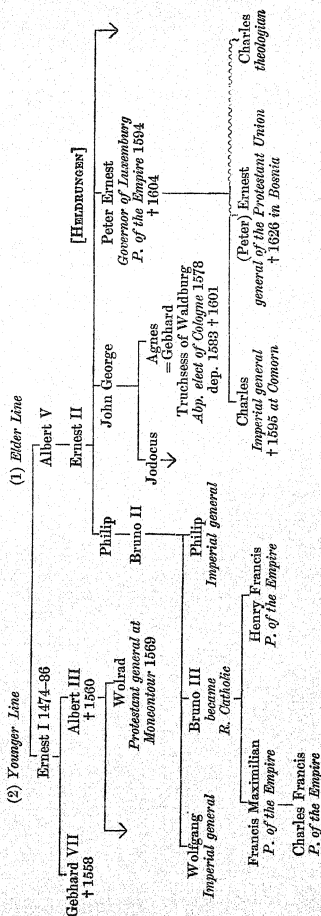 (2) Younger Line
(1) Elder Line
Ernest I 1474–86
Albert V
Ernest II
Gebhard VII
† 1558
Albert III
† 1560
Philip
John George
[HELDRUNGEN]
Peter Ernest
Governor of Luxemburg
P. of the Empire 1594
† 1604
Wolrad
Protestant general at
Moncontour 1569
Bruno II
Jodocus
Agnes
=Gebhard
Truchsess of Waldburg
Abp. elect of Cologne 1578
dep. 1583 † 1601
Wolfgang
Imperial general
Bruno III
became
R. Catholic
Philip
Imperial general
Charles
Imperial general
† 1595 at Comorn
(Peter) Ernest
general of the Protestant Union
† 1626 in Bosnia
Charles
theologian
Francis Maximilian
P. of the Empire
Henry Francis
P. of the Empire
Charles Francis
P. of the Empire